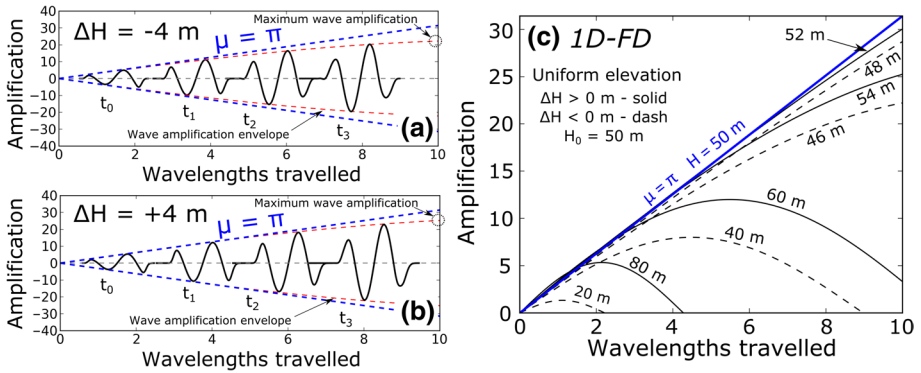 40
30
20
10
0
−10
−20
−30
−40
Amplification
ΔH = -4 m
μ = π
Maximum wave amplification
t0
t1
t2
t3
Wave amplification envelope
(a)
0
2
4
6
8
10
Wavelengths travelled
40
30
20
10
0
−10
−20
−30
−40
Amplification
ΔH = +4 m
μ = π
Maximum wave amplification
t0
t1
t2
t3
Wave amplification envelope
(b)
0
2
4
6
8
10
Wavelengths travelled
30
25
20
15
10
5
0
Amplification
(c) 1D-FD
Uniform elevation
ΔH > 0 m - solid
ΔH < 0 m - dash
H0 = 50 m
μ = π H = 50 m
52 m
48 m
54 m
46 m
60 m
40 m
80 m
20 m
0
2
4
6
8
10
Wavelengths travelled